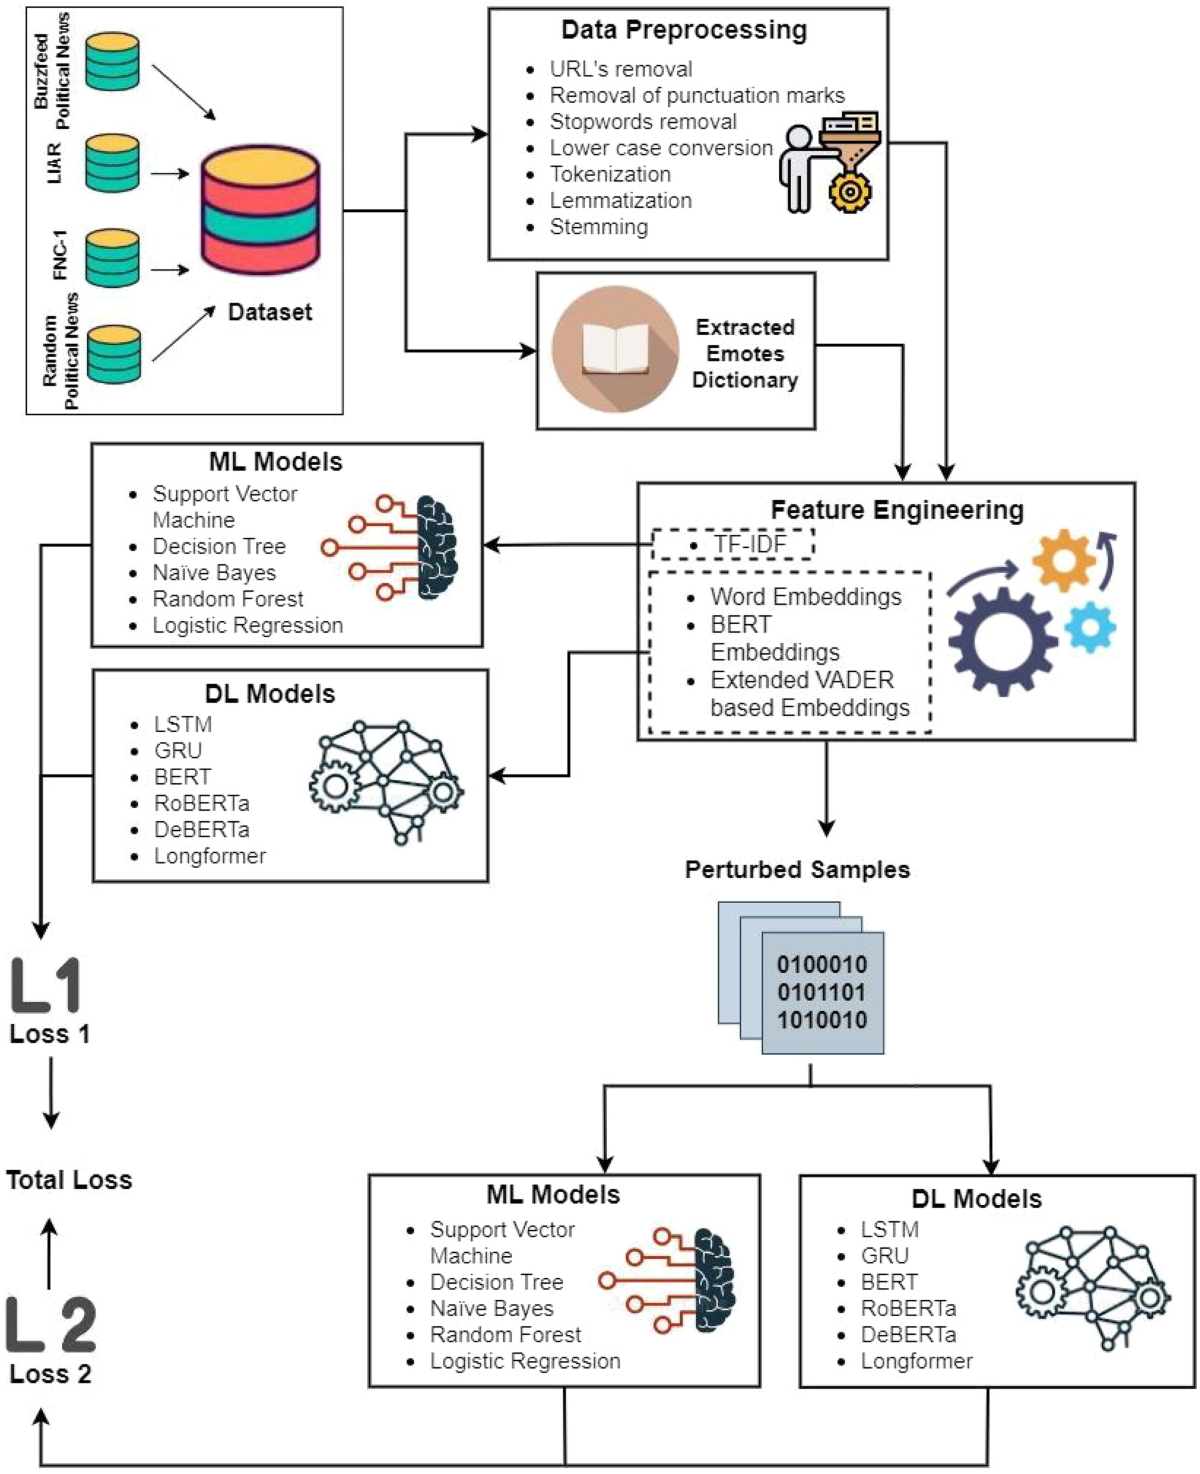 Buzzfeed
Political News
LIAR
FNC-1
Random
Political News
Dataset
Data Preprocessing
• URL's removal
• Removal of punctuation marks
• Stopwords removal
• Lower case conversion
• Tokenization
• Lemmatization
• Stemming
Extracted
Emotes
Dictionary
ML Models
• Support Vector
Machine
• Decision Tree
• Naïve Bayes
• Random Forest
• Logistic Regression
Feature Engineering
• TF-IDF
• Word Embeddings
• BERT
Embeddings
• Extended VADER
based Embeddings
DL Models
• LSTM
• GRU
• BERT
• RoBERTa
• DeBERTa
• Longformer
Perturbed Samples
0100010
0101101
1010010
L1
Loss 1
Total Loss
L 2
Loss 2
ML Models
• Support Vector
Machine
• Decision Tree
• Naïve Bayes
• Random Forest
• Logistic Regression
DL Models
• LSTM
• GRU
• BERT
• RoBERTa
• DeBERTa
• Longformer